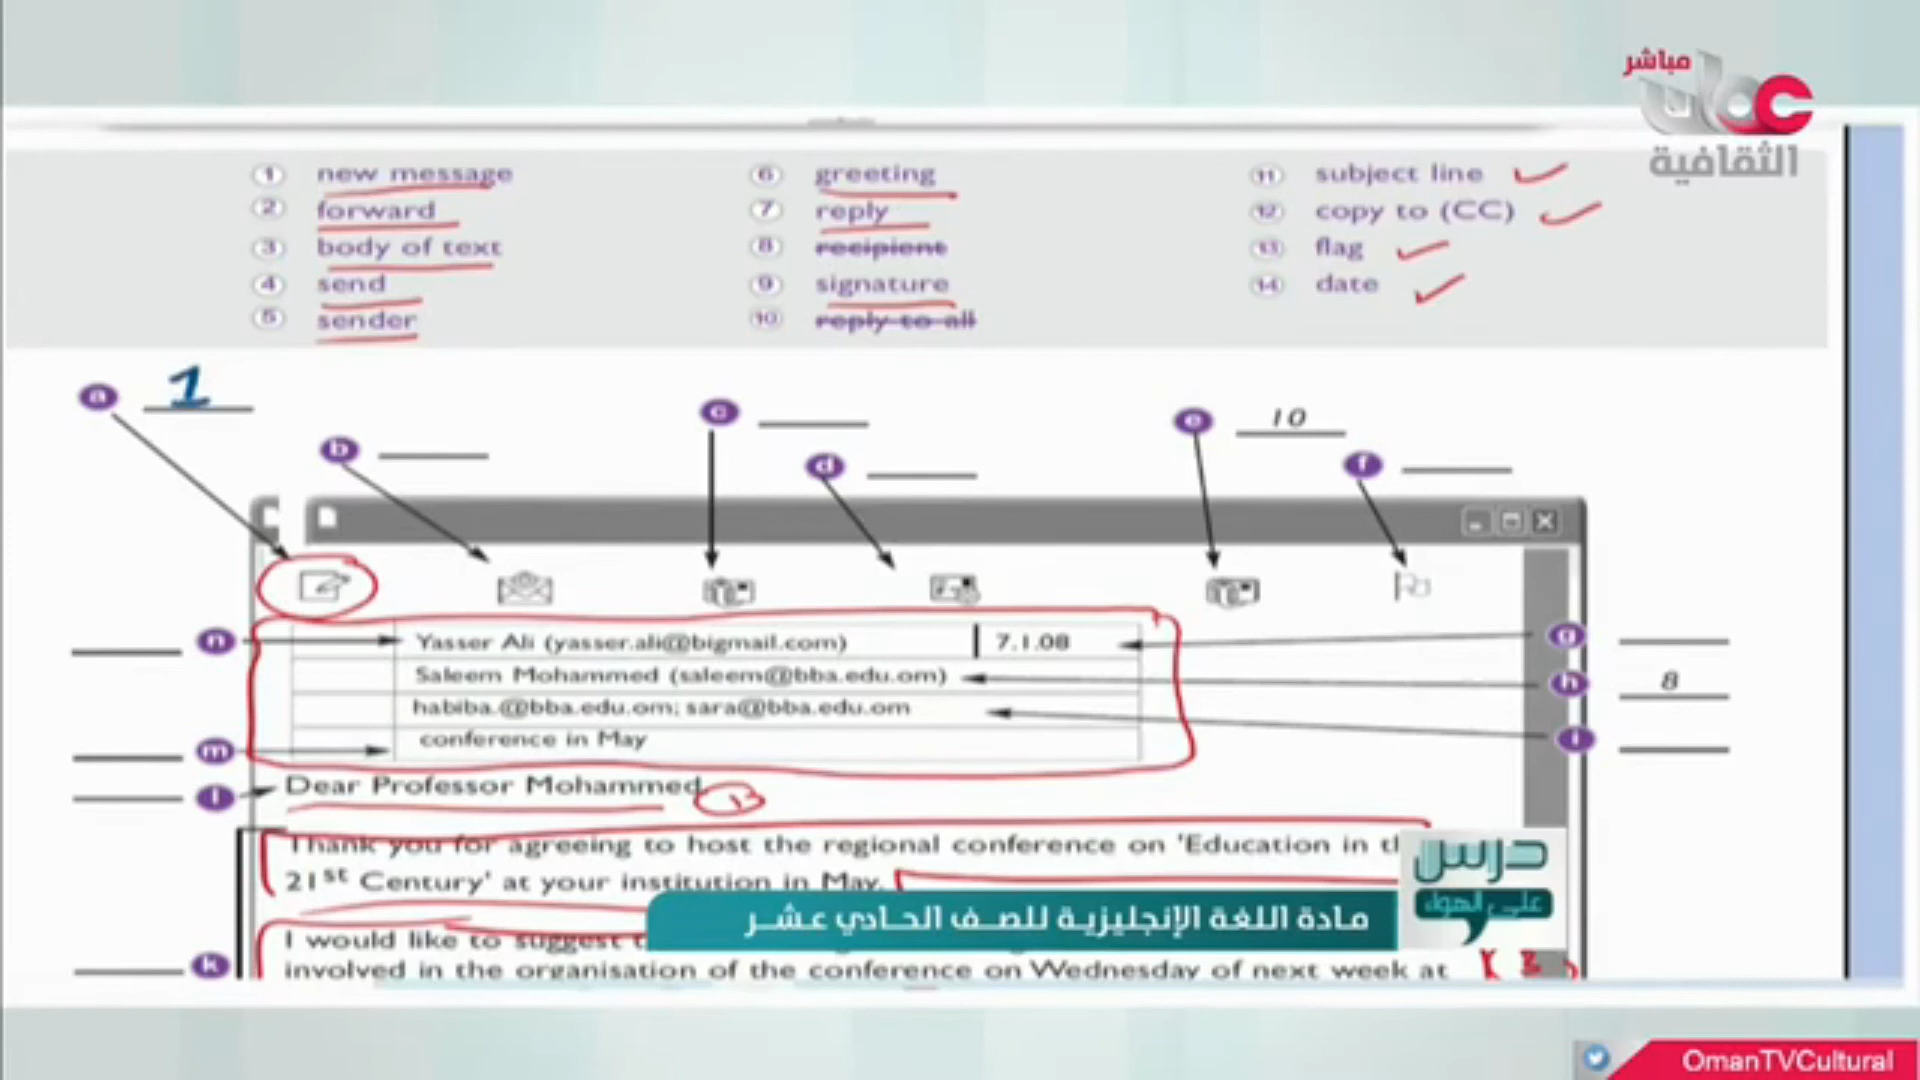 مباشر
عمان
الثقافية
1 new message
2 forward
3 body of text
4 send
5 sender
6 greeting
7 reply
8 recipient
9 signature
10 reply to all
11 subject line
12 copy to (CC)
13 flag
14 date
a 1
b
c
d
e 10
f
n Yasser Ali (yasser.ali@bigmail.com) 7.1.08 g
Saleem Mohammed (saleem@bba.edu.om) h 8
habiba.@bba.edu.om; sara@bba.edu.om i
m conference in May
l Dear Professor Mohammed, 13
Thank you for agreeing to host the regional conference on 'Education in
21st Century' at your institution in May.
I would like to suggest
k involved in the organisation of the conference on Wednesday of next week at
درس
على الهواء
مادة اللغة الإنجليزية للصف الحادي عشر
OmanTVCultural